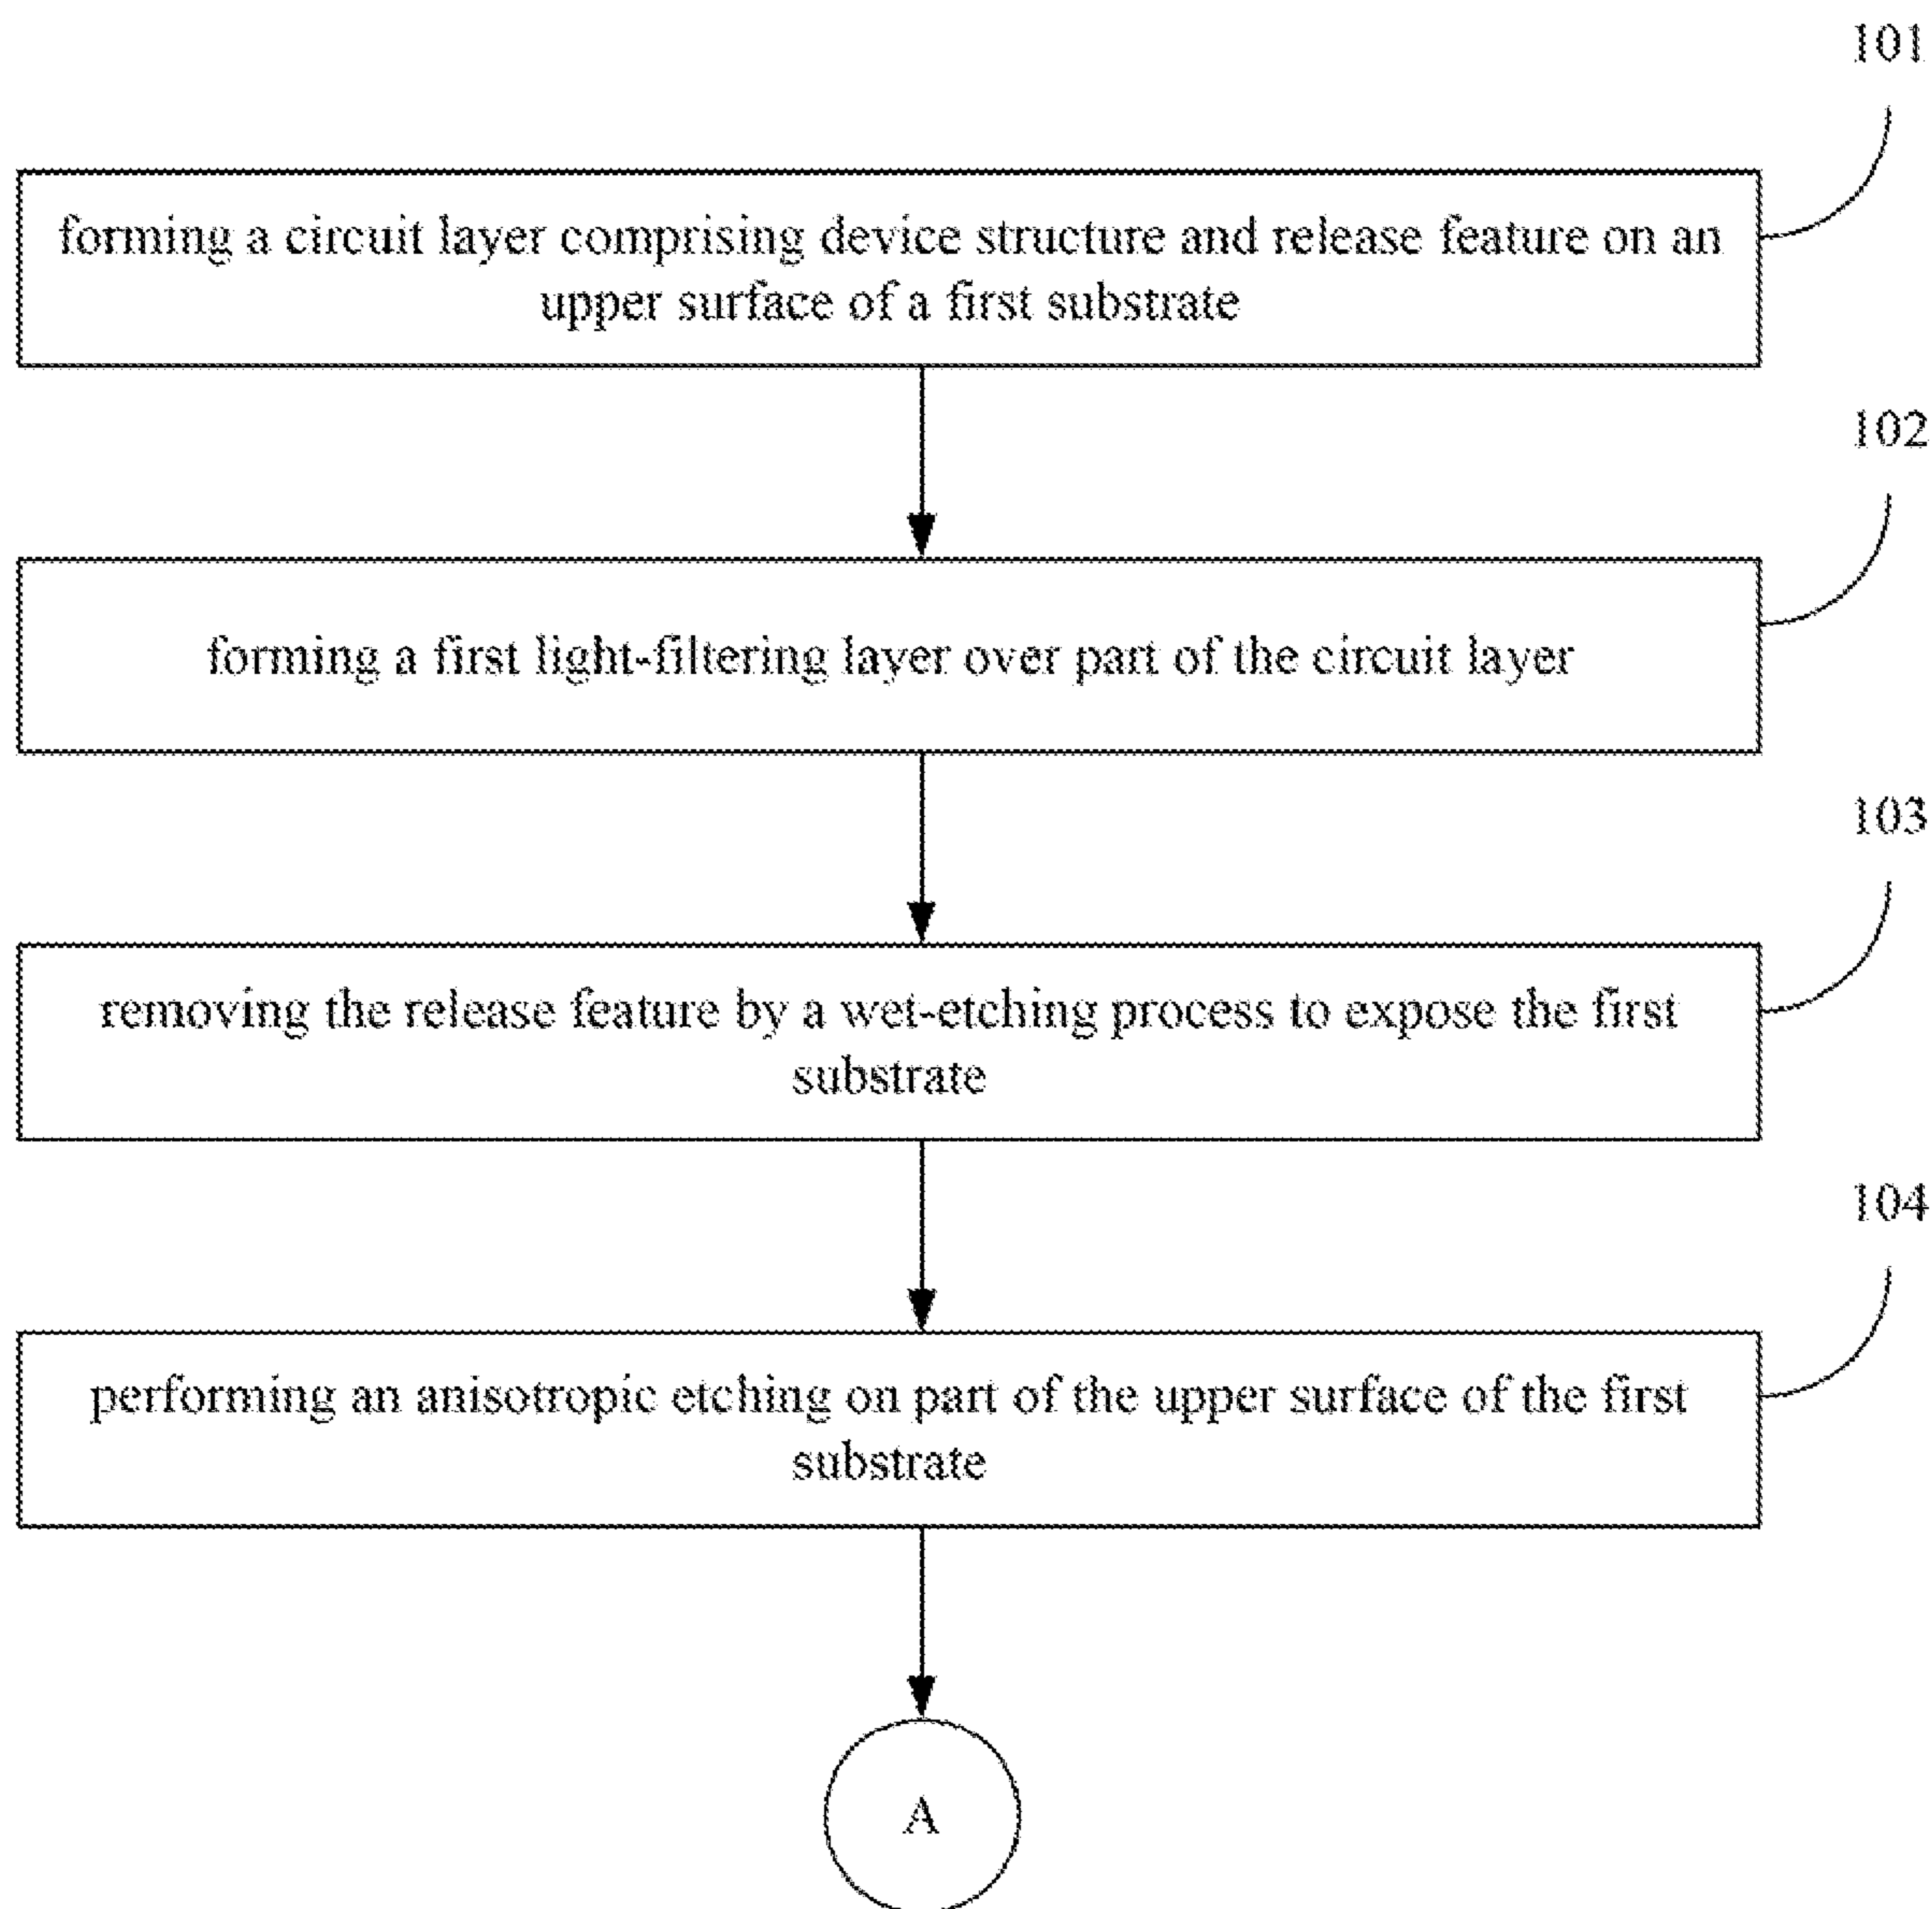 101
forming a circuit layer comprising device structure and release feature on an
upper surface of a first substrate
102
forming a first light-filtering layer over part of the circuit layer
103
removing the release feature by a wet-etching process to expose the first
substrate
104
performing an anisotropic etching on part of the upper surface of the first
substrate
A